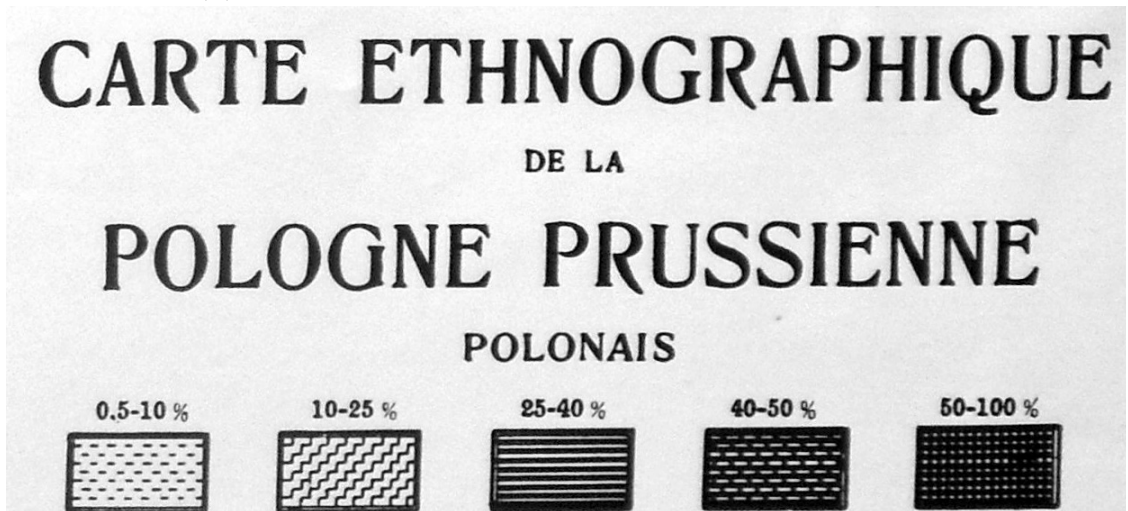 CARTE ETHNOGRAPHIQUE
DE LA
POLOGNE PRUSSIENNE
POLONAIS
0.5-10 % 10-25 % 25-40 % 40-50 % 50-100 %